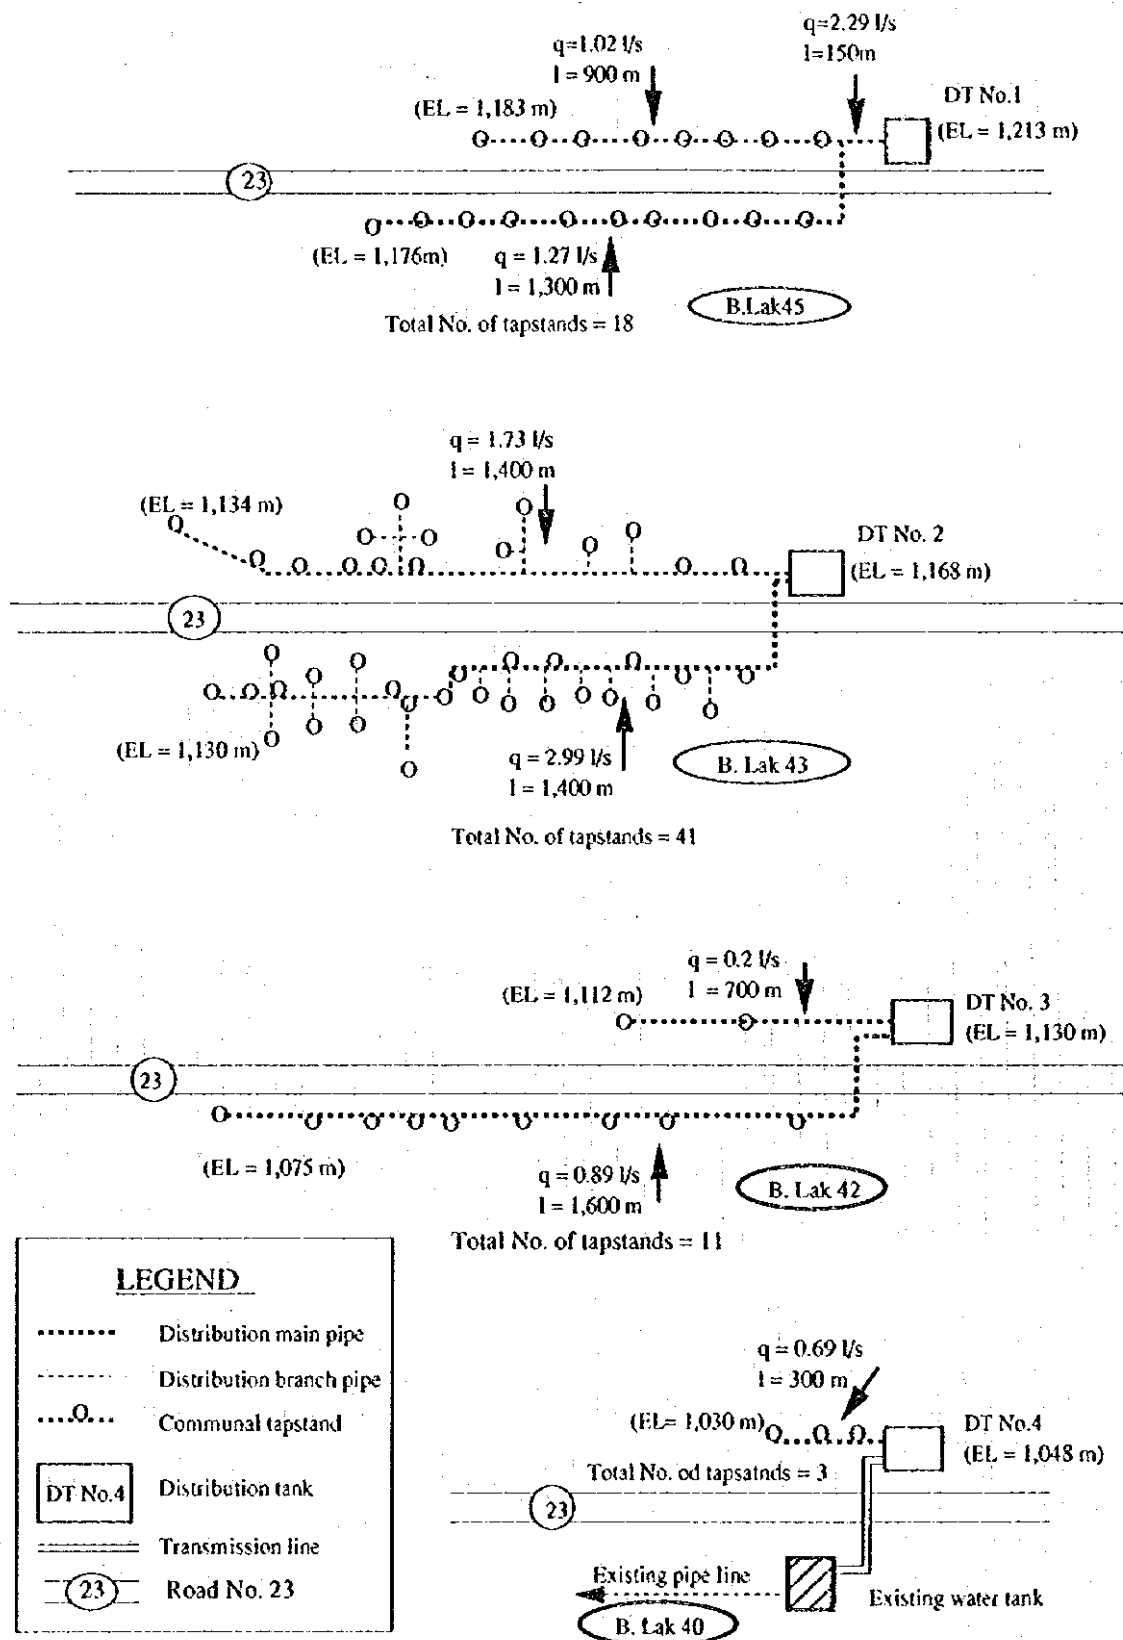 q=2.29 l/s
l=150m
q=1.02 l/s
l = 900 m
DT No.1
(EL = 1,183 m)
(EL = 1,213 m)
23
(EL = 1,176m)
q = 1.27 l/s
l = 1,300 m
B.Lak45
Total No. of tapstands = 18
q = 1.73 l/s
l = 1,400 m
(EL = 1,134 m)
DT No. 2
(EL = 1,168 m)
23
(EL = 1,130 m)
q = 2.99 l/s
l = 1,400 m
B. Lak 43
Total No. of tapstands = 41
q = 0.2 l/s
l = 700 m
(EL = 1,112 m)
DT No. 3
(EL = 1,130 m)
23
(EL = 1,075 m)
q = 0.89 l/s
l = 1,600 m
B. Lak 42
Total No. of tapstands = 11
LEGEND
Distribution main pipe
Distribution branch pipe
Communal tapstand
DT No.4
Distribution tank
Transmission line
23
Road No. 23
q = 0.69 l/s
l = 300 m
(EL= 1,030 m)
DT No.4
(EL = 1,048 m)
Total No. od tapsatnds = 3
23
Existing pipe line
Existing water tank
B. Lak 40